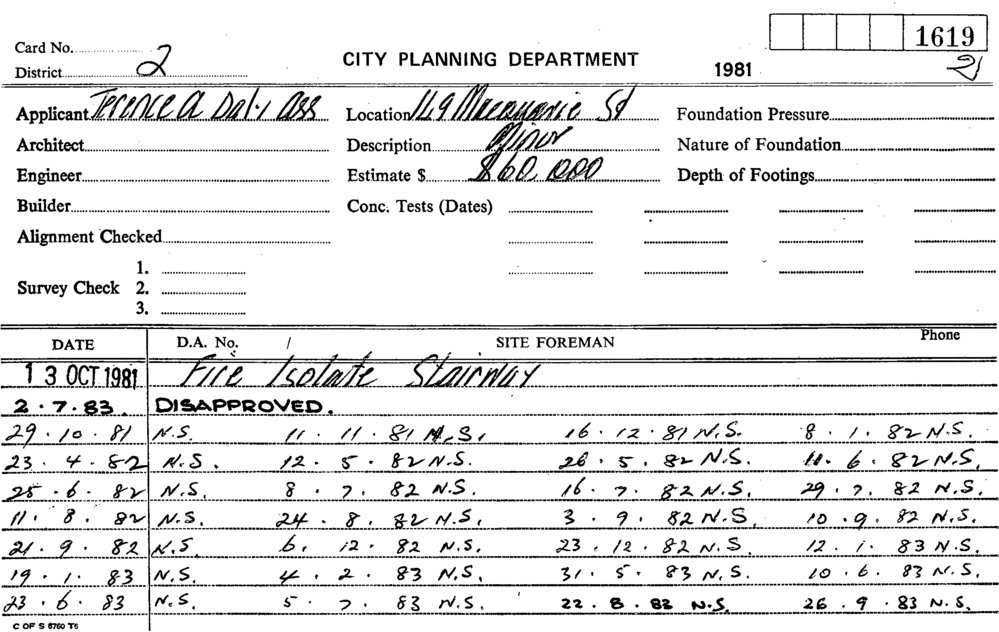 1619
Card No.
District 2
CITY PLANNING DEPARTMENT
1981
21
Applicant Terence A Daly Ass Location 149 Macquarie St Foundation Pressure
Architect Description Minor Nature of Foundation
Engineer Estimate $ $60,000 Depth of Footings
Builder Conc. Tests (Dates)
Alignment Checked
1.
Survey Check 2.
3.
DATE D.A. No. / SITE FOREMAN Phone
13 OCT 1981 Fire Isolate Stairway
2.7.83. DISAPPROVED.
29.10.81 N.S. 11.11.81 N.S. 16.12.81 N.S. 8.1.82 N.S.
23.4.82 N.S. 12.5.82 N.S. 26.5.82 N.S. 11.6.82 N.S.
25.6.82 N.S. 8.7.82 N.S. 16.7.82 N.S. 29.7.82 N.S.
11.8.82 N.S. 24.8.82 N.S. 3.9.82 N.S. 10.9.82 N.S.
21.9.82 N.S. 6.12.82 N.S. 23.12.82 N.S. 12.1.83 N.S.
19.1.83 N.S. 4.2.83 N.S. 31.5.83 N.S. 10.6.83 N.S.
23.6.83 N.S. 5.7.83 N.S. 22.8.83 N.S. 26.9.83 N.S.
C OF S 6760 T6